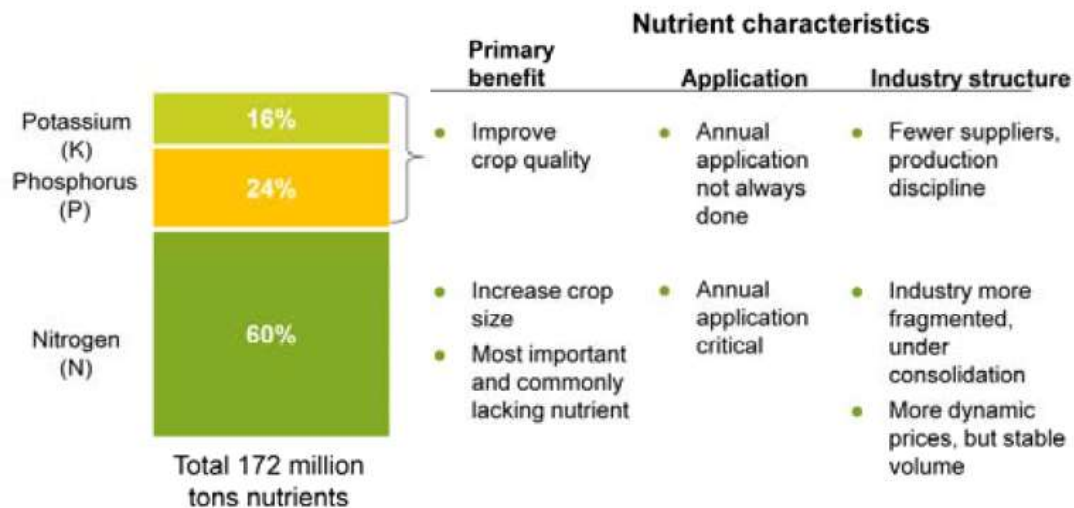 Nutrient characteristics
Primary
benefit
Application
Industry structure
Potassium
(K)
16%
Phosphorus
(P)
24%
• Improve
crop quality
• Annual
application
not always
done
• Fewer suppliers,
production
discipline
Nitrogen
(N)
60%
• Increase crop
size
• Most important
and commonly
lacking nutrient
• Annual
application
critical
• Industry more
fragmented,
under
consolidation
• More dynamic
prices, but stable
volume
Total 172 million
tons nutrients